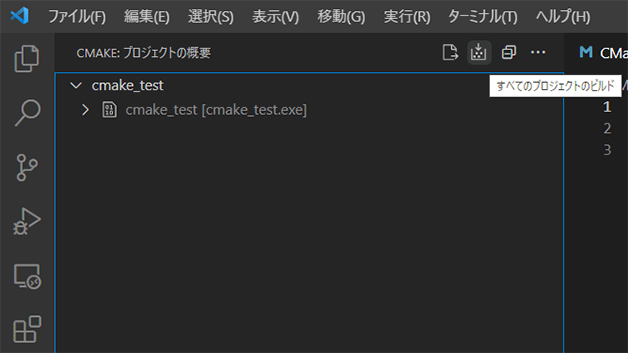 ファイル(F) 編集(E) 選択(S) 表示(V) 移動(G) 実行(R) ターミナル(T) ヘルプ(H)
CMAKE: プロジェクトの概要
CMa
cmake_test
すべてのプロジェクトのビルド
cmake_test [cmake_test.exe]
1
2
3